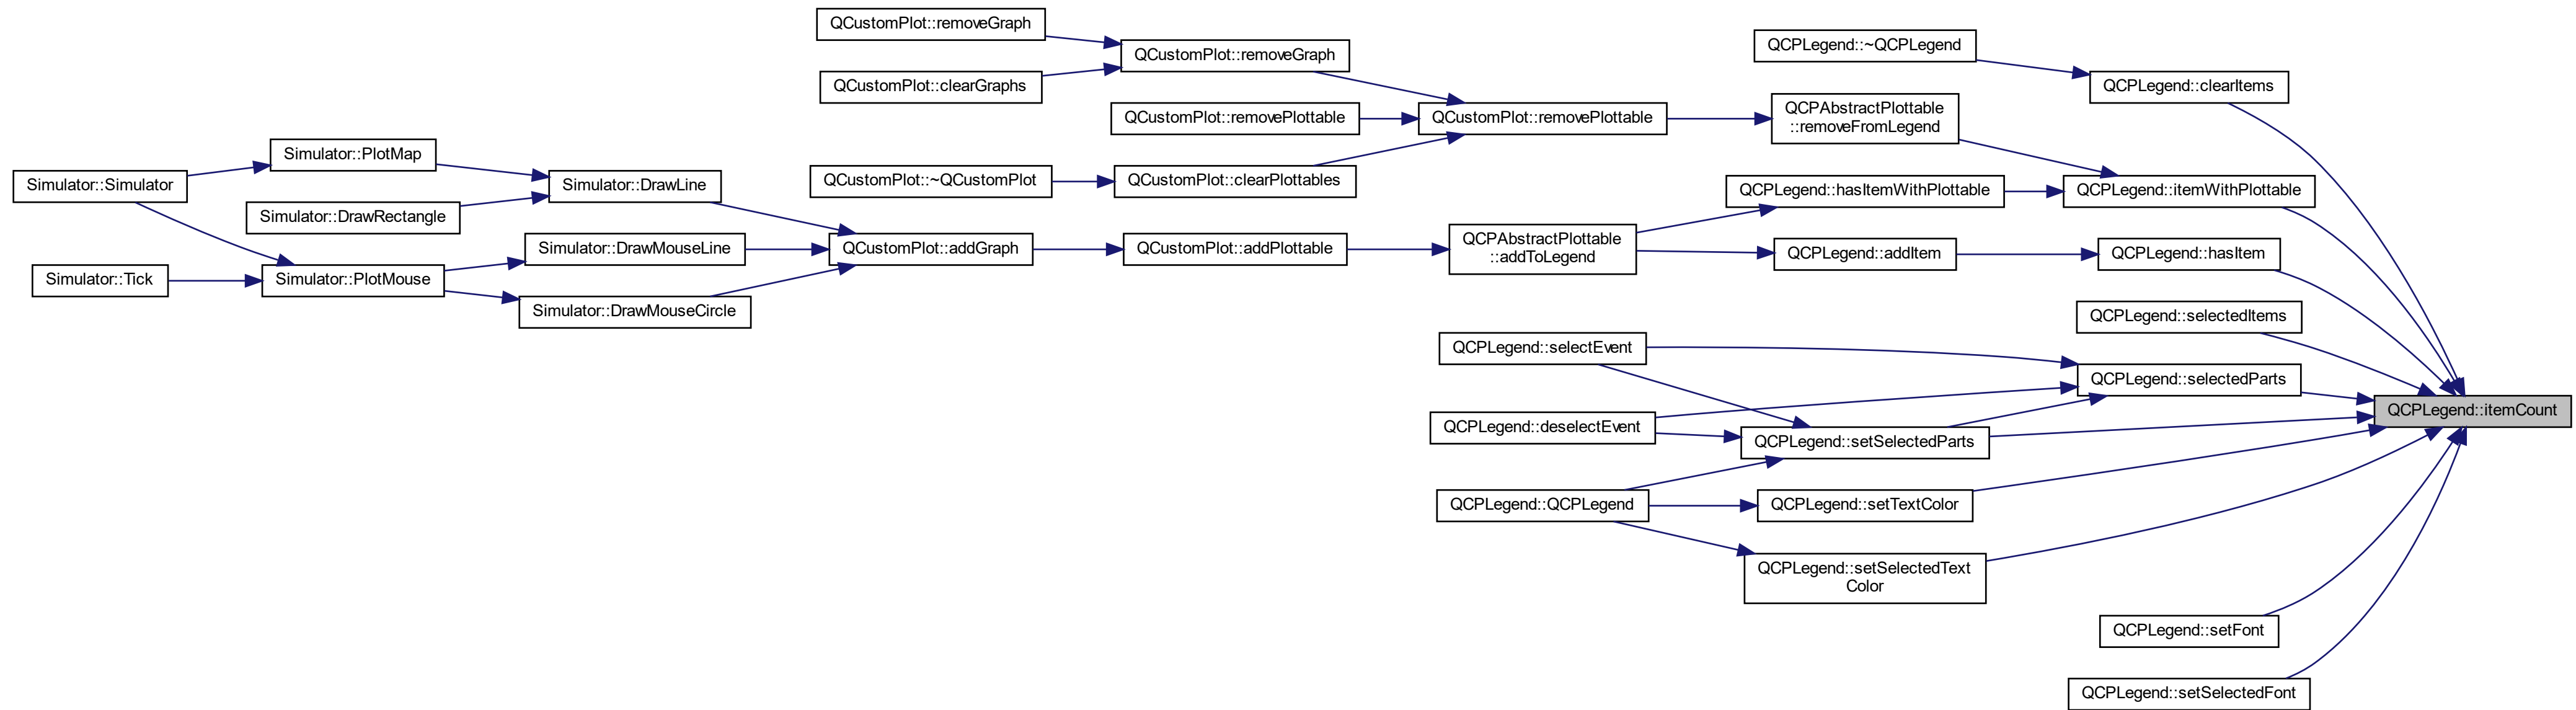 QCustomPlot::removeGraph
QCPLegend::~QCPLegend
QCustomPlot::removeGraph
QCustomPlot::clearGraphs
QCPLegend::clearItems
QCPAbstractPlottable
::removeFromLegend
QCustomPlot::removePlottable
QCustomPlot::removePlottable
Simulator::PlotMap
Simulator::Simulator
Simulator::DrawLine
QCustomPlot::~QCustomPlot
QCustomPlot::clearPlottables
QCPLegend::hasItemWithPlottable
QCPLegend::itemWithPlottable
Simulator::DrawRectangle
Simulator::DrawMouseLine
QCustomPlot::addGraph
QCustomPlot::addPlottable
QCPAbstractPlottable
::addToLegend
QCPLegend::addItem
QCPLegend::hasItem
Simulator::Tick
Simulator::PlotMouse
Simulator::DrawMouseCircle
QCPLegend::selectedItems
QCPLegend::selectEvent
QCPLegend::selectedParts
QCPLegend::itemCount
QCPLegend::deselectEvent
QCPLegend::setSelectedParts
QCPLegend::QCPLegend
QCPLegend::setTextColor
QCPLegend::setSelectedText
Color
QCPLegend::setFont
QCPLegend::setSelectedFont